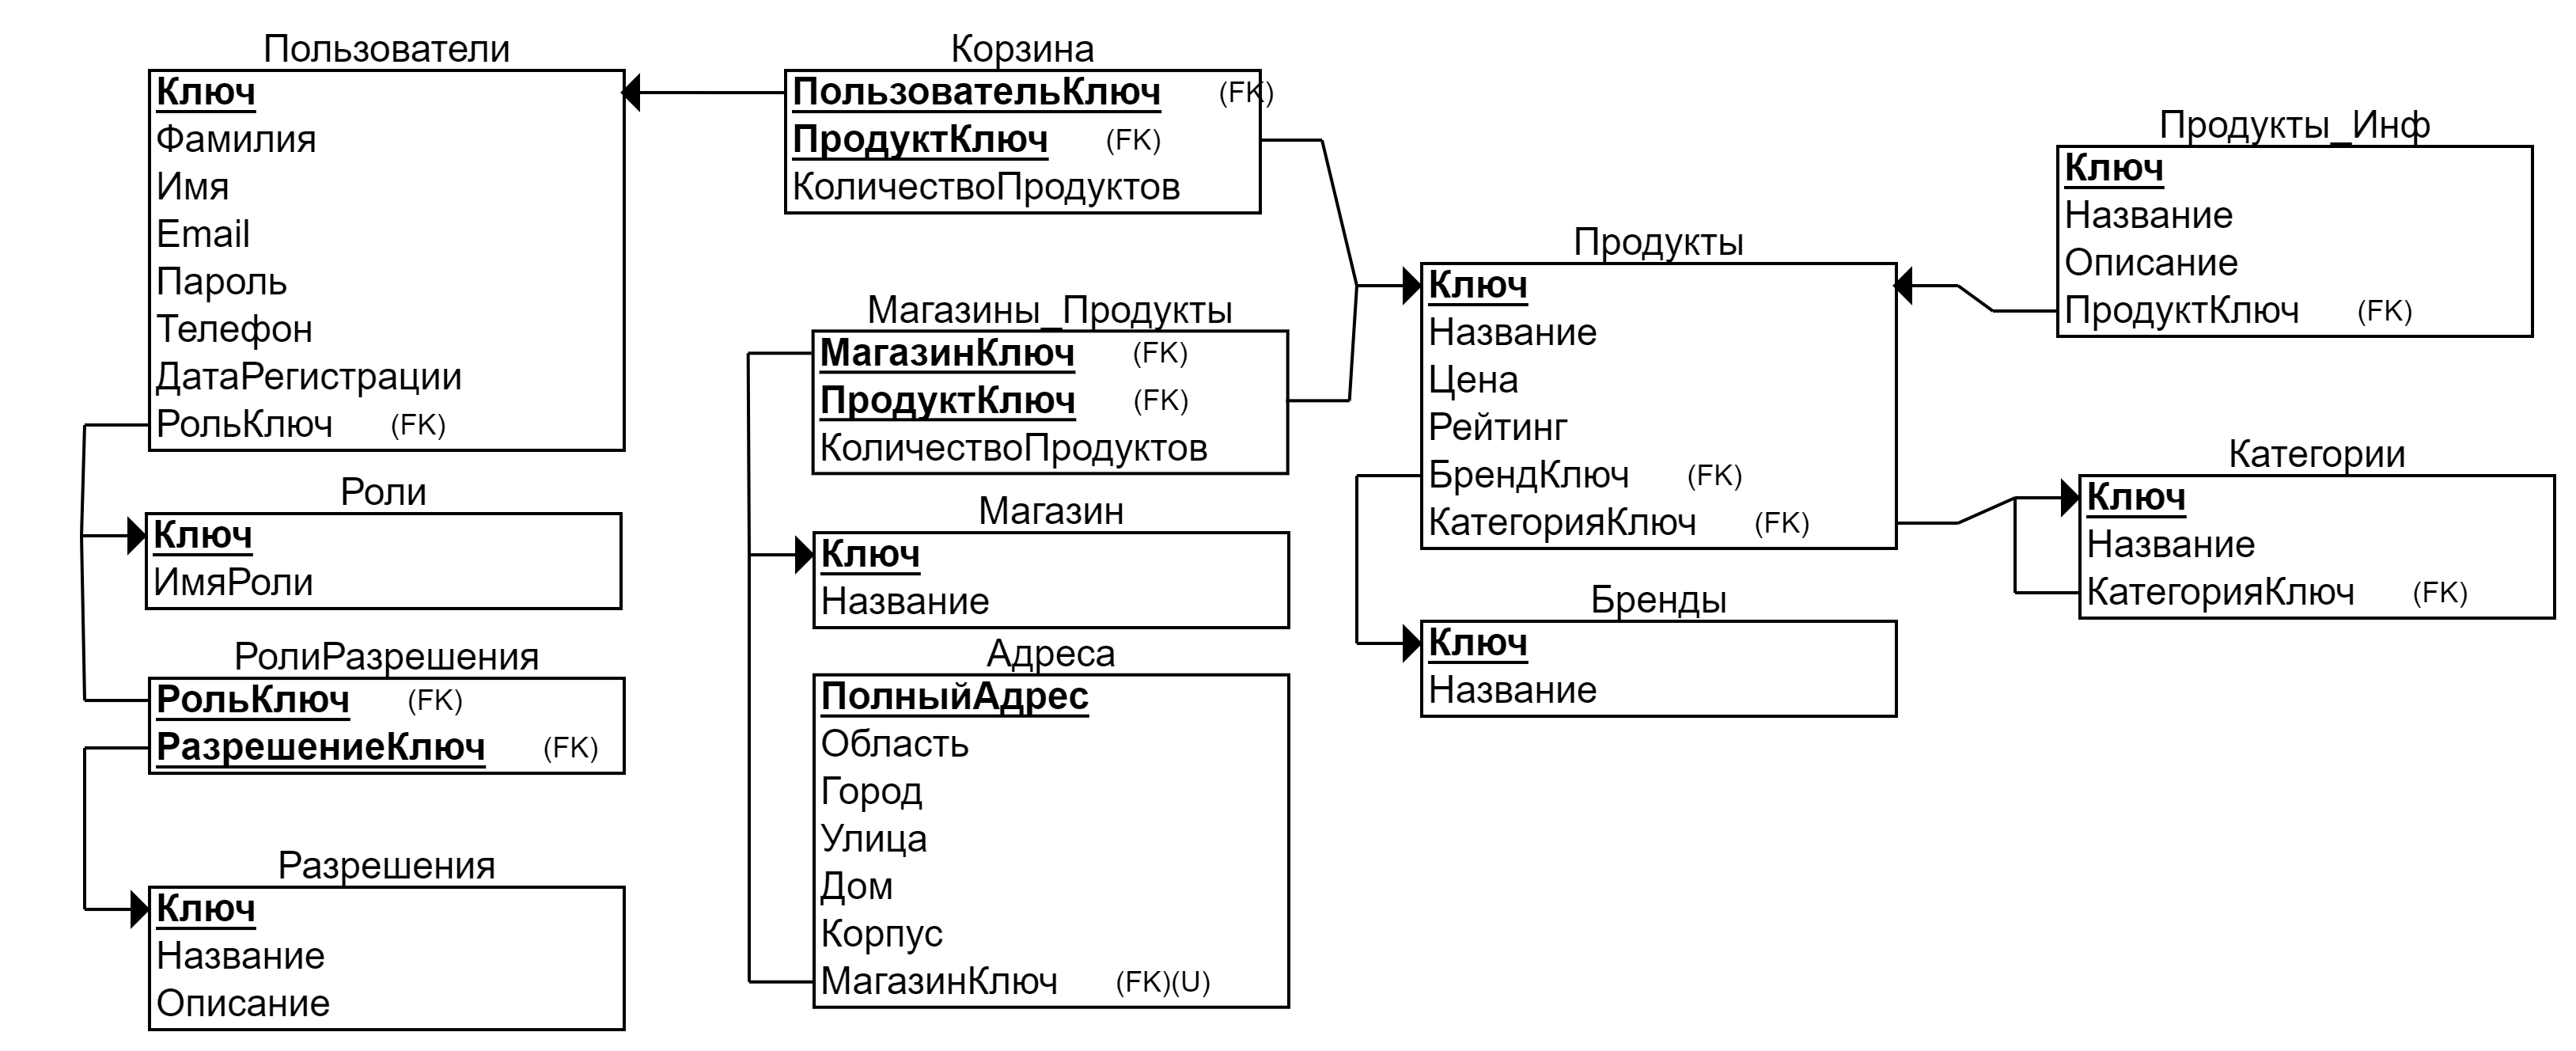 Пользователи
Ключ
Фамилия
Имя
Email
Пароль
Телефон
ДатаРегистрации
РольКлюч (FK)
Роли
Ключ
ИмяРоли
РолиРазрешения
РольКлюч (FK)
РазрешениеКлюч (FK)
Разрешения
Ключ
Название
Описание
Корзина
ПользовательКлюч (FK)
ПродуктКлюч (FK)
КоличествоПродуктов
Магазины_Продукты
МагазинКлюч (FK)
ПродуктКлюч (FK)
КоличествоПродуктов
Магазин
Ключ
Название
Адреса
ПолныйАдрес
Область
Город
Улица
Дом
Корпус
МагазинКлюч (FK)(U)
Продукты
Ключ
Название
Цена
Рейтинг
БрендКлюч (FK)
КатегорияКлюч (FK)
Бренды
Ключ
Название
Продукты_Инф
Ключ
Название
Описание
ПродуктКлюч (FK)
Категории
Ключ
Название
КатегорияКлюч (FK)